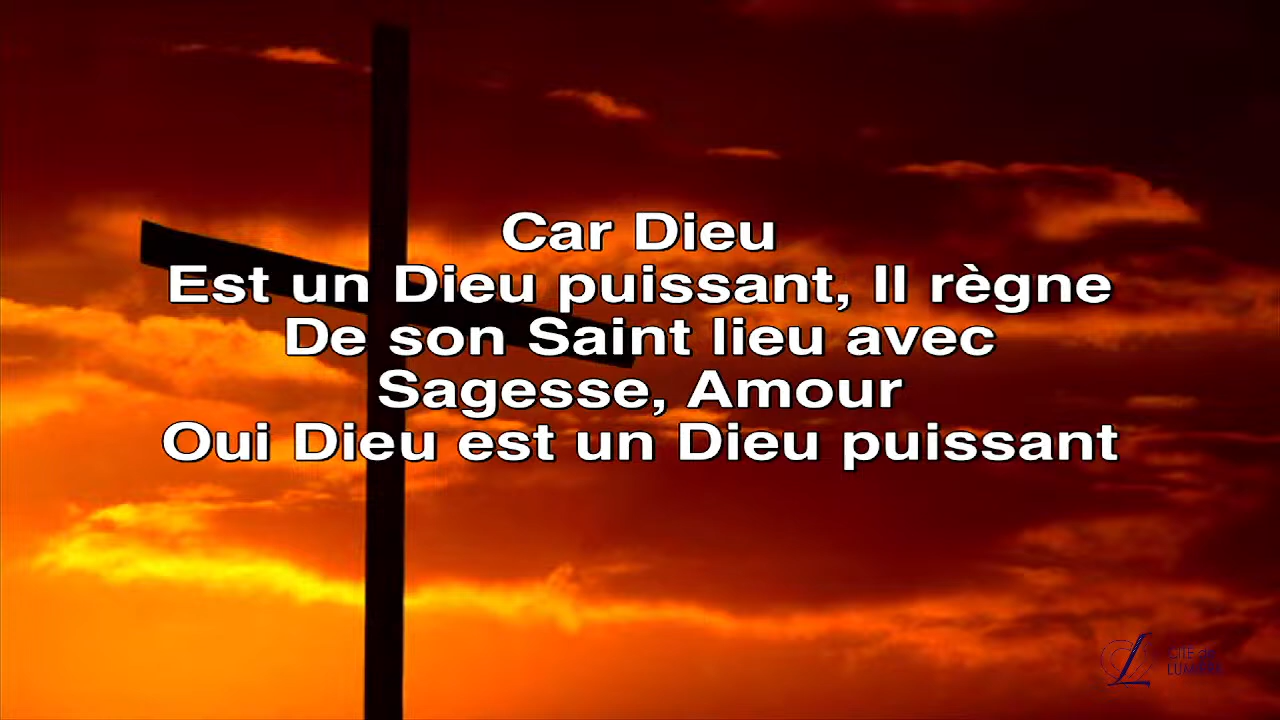 Car Dieu
Est un Dieu puissant, Il règne
De son Saint lieu avec
Sagesse, Amour
Oui Dieu est un Dieu puissant